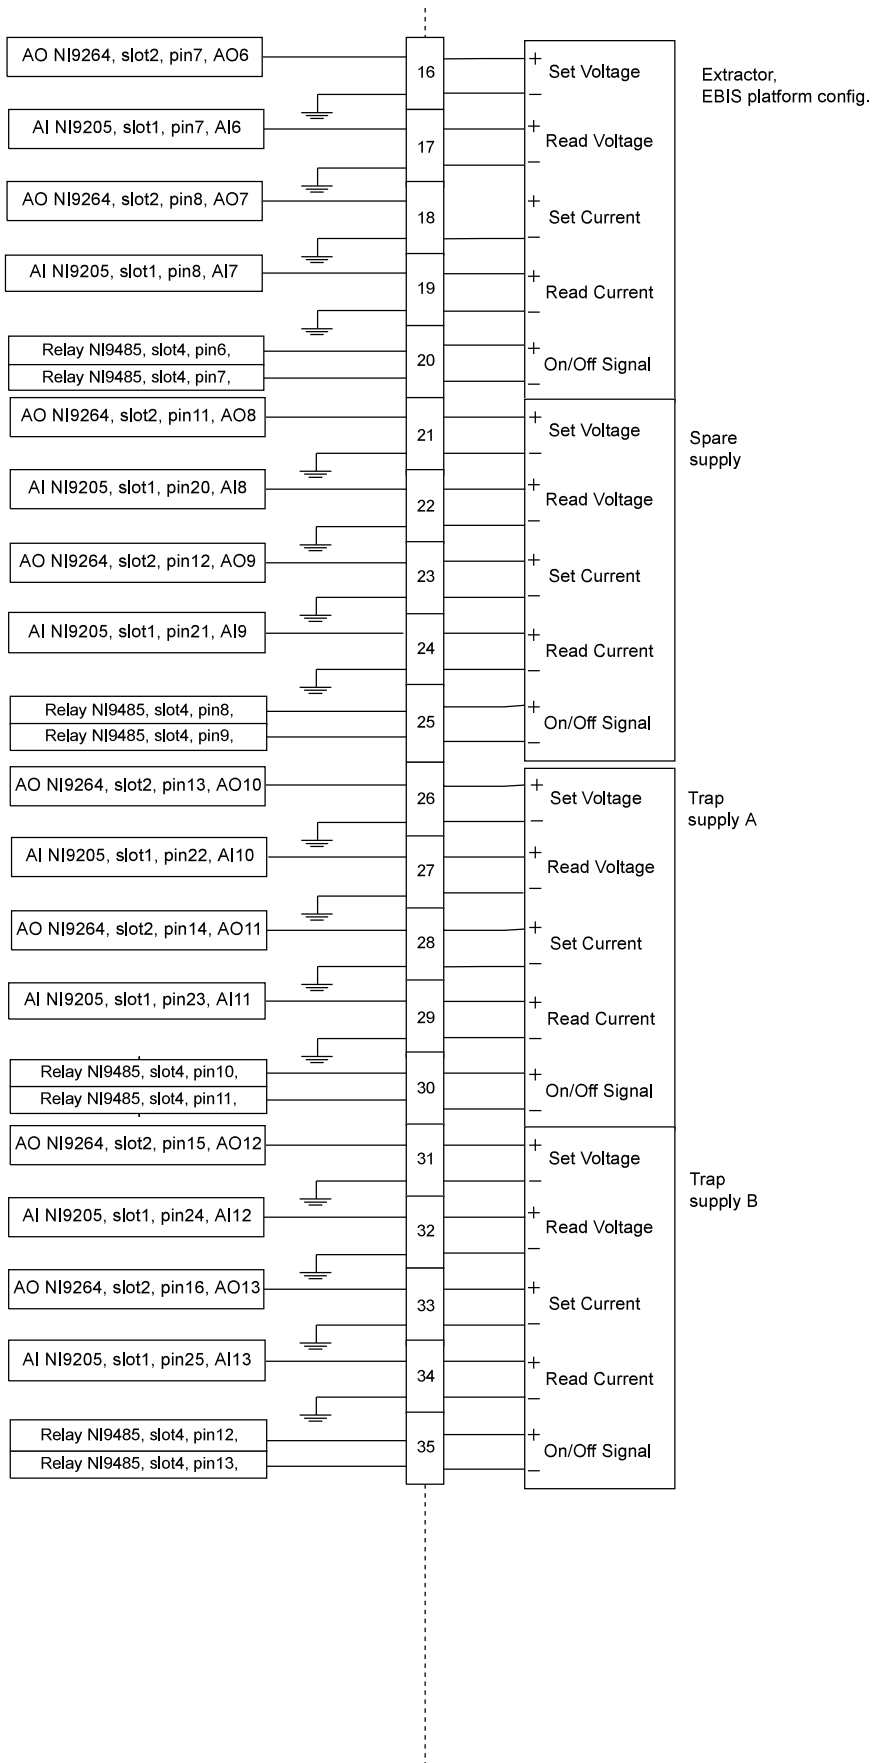 AO NI9264, slot2, pin7, AO6
16
+
Set Voltage
–
Extractor,
EBIS platform config.
AI NI9205, slot1, pin7, AI6
17
+
Read Voltage
–
AO NI9264, slot2, pin8, AO7
18
+
Set Current
–
AI NI9205, slot1, pin8, AI7
19
+
Read Current
–
Relay NI9485, slot4, pin6,
Relay NI9485, slot4, pin7,
20
+
On/Off Signal
–
AO NI9264, slot2, pin11, AO8
21
+
Set Voltage
–
Spare
supply
AI NI9205, slot1, pin20, AI8
22
+
Read Voltage
–
AO NI9264, slot2, pin12, AO9
23
+
Set Current
–
AI NI9205, slot1, pin21, AI9
24
+
Read Current
–
Relay NI9485, slot4, pin8,
Relay NI9485, slot4, pin9,
25
+
On/Off Signal
–
AO NI9264, slot2, pin13, AO10
26
+
Set Voltage
–
Trap
supply A
AI NI9205, slot1, pin22, AI10
27
+
Read Voltage
–
AO NI9264, slot2, pin14, AO11
28
+
Set Current
–
AI NI9205, slot1, pin23, AI11
29
+
Read Current
–
Relay NI9485, slot4, pin10,
Relay NI9485, slot4, pin11,
30
+
On/Off Signal
–
AO NI9264, slot2, pin15, AO12
31
+
Set Voltage
–
Trap
supply B
AI NI9205, slot1, pin24, AI12
32
+
Read Voltage
–
AO NI9264, slot2, pin16, AO13
33
+
Set Current
–
AI NI9205, slot1, pin25, AI13
34
+
Read Current
–
Relay NI9485, slot4, pin12,
Relay NI9485, slot4, pin13,
35
+
On/Off Signal
–